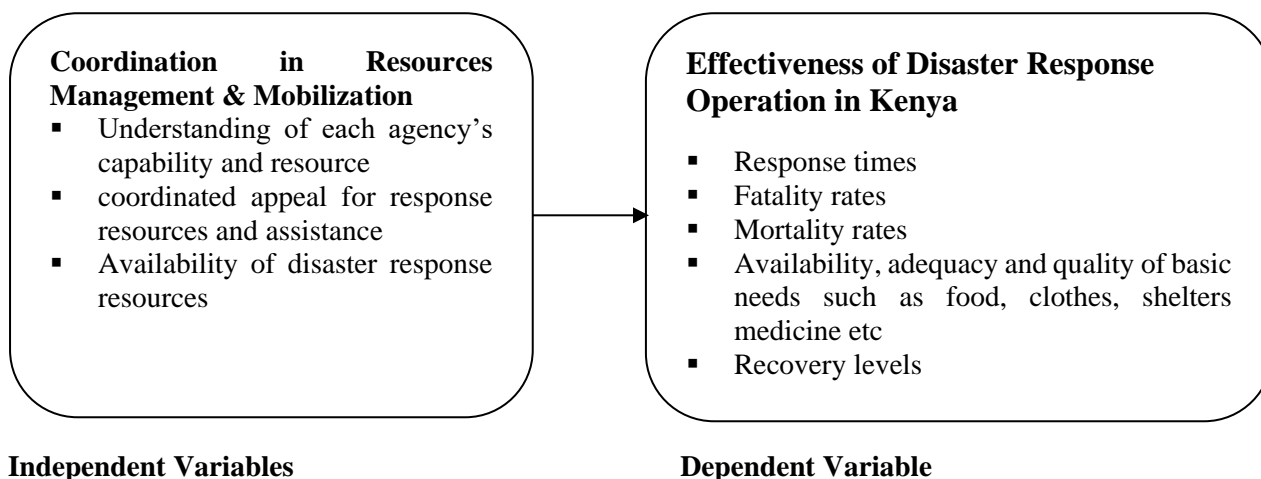 Coordination in Resources
Management & Mobilization
▪ Understanding of each agency's
capability and resource
▪ coordinated appeal for response
resources and assistance
▪ Availability of disaster response
resources
Effectiveness of Disaster Response
Operation in Kenya
▪ Response times
▪ Fatality rates
▪ Mortality rates
▪ Availability, adequacy and quality of basic
needs such as food, clothes, shelters
medicine etc
▪ Recovery levels
Independent Variables
Dependent Variable